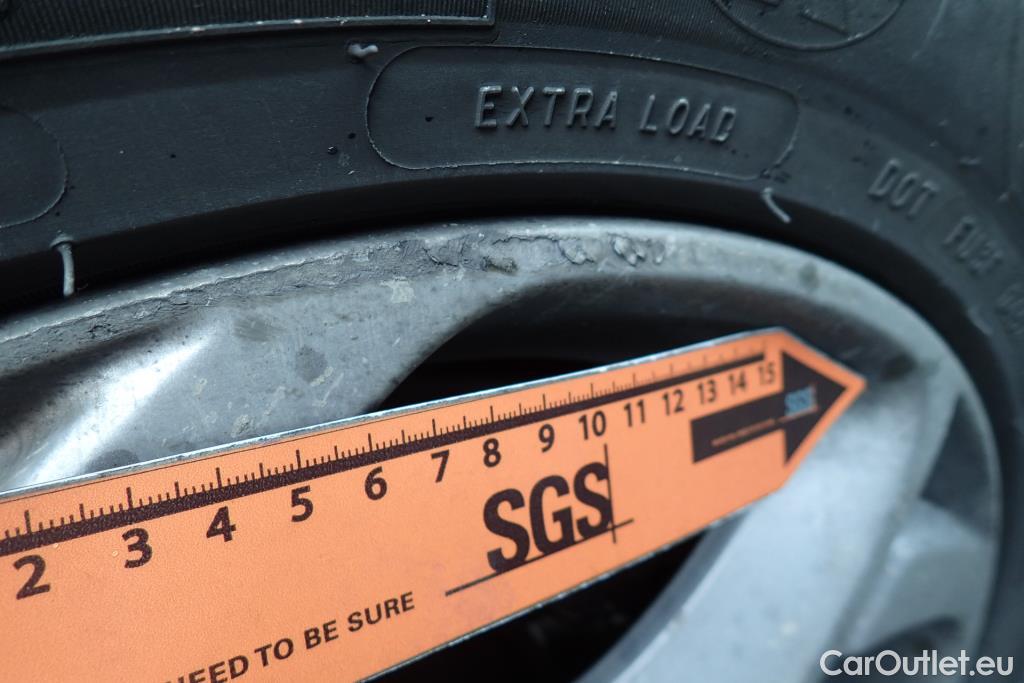 EXTRA LOAD
DOT
2 3 4 5 6 7 8 9 10 11 12 13 14 15
SGS
SGS
NEED TO BE SURE
CarOutlet.eu